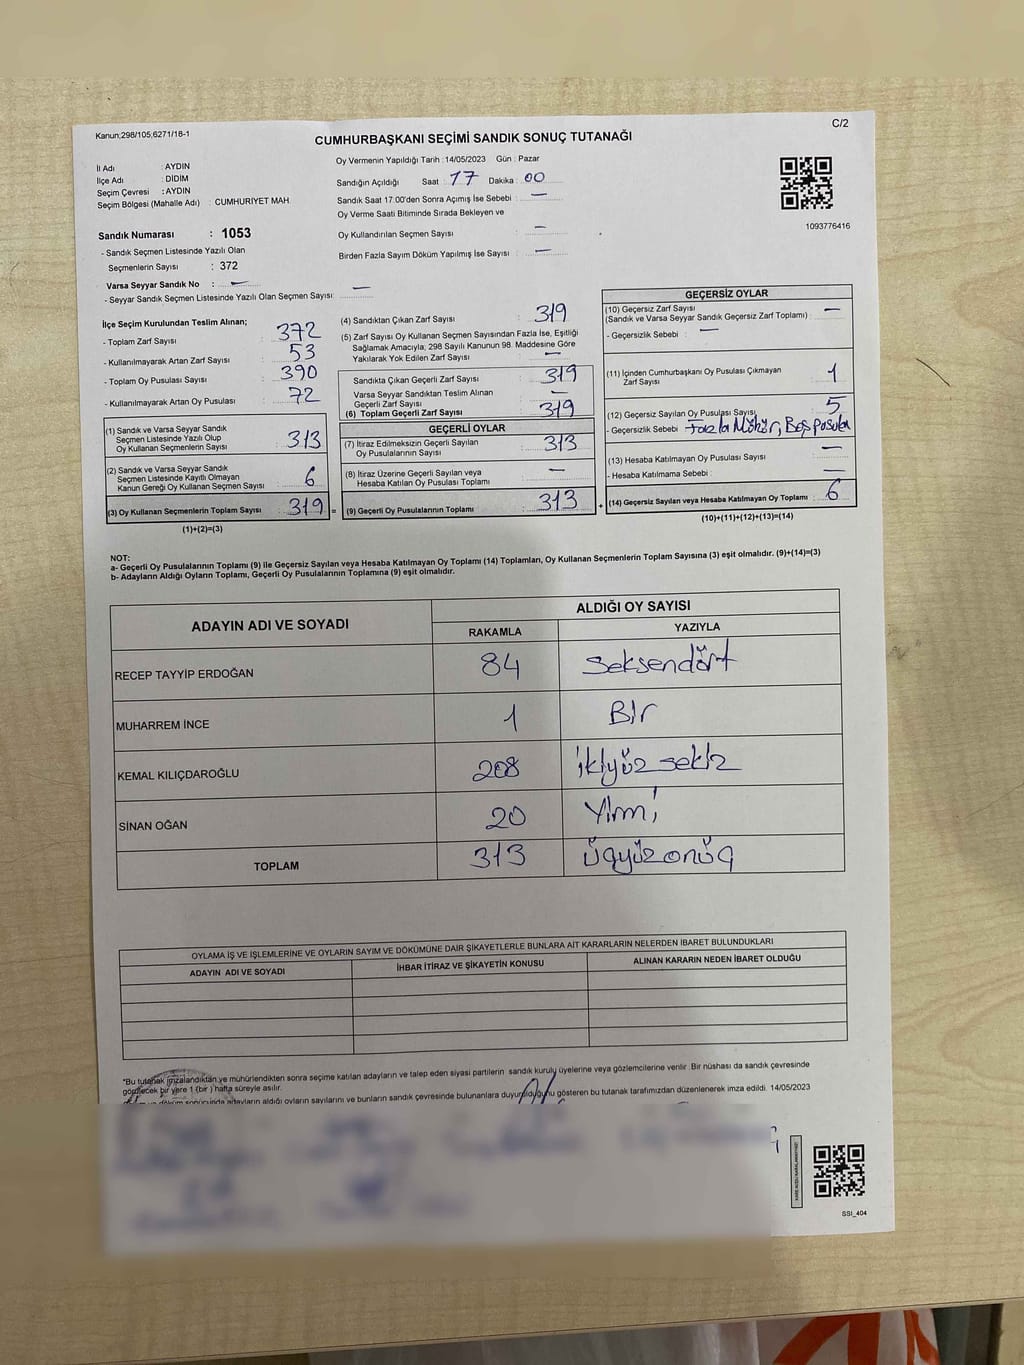 Kanun;298/105;6271/18-1
C/2
CUMHURBAŞKANI SEÇİMİ SANDIK SONUÇ TUTANAĞI
İl Adı : AYDIN
İlçe Adı : DİDİM
Seçim Çevresi : AYDIN
Seçim Bölgesi (Mahalle Adı) : CUMHURİYET MAH.
Oy Vermenin Yapıldığı Tarih : 14/05/2023 Gün : Pazar
Sandığın Açıldığı Saat : 17 Dakika : 00
Sandık Saat 17:00'den Sonra Açımış İse Sebebi : —
Oy Verme Saati Bitiminde Sırada Bekleyen ve
Oy Kullandırılan Seçmen Sayısı : —
Birden Fazla Sayım Döküm Yapılmış İse Sayısı : —
1093776416
Sandık Numarası : 1053
- Sandık Seçmen Listesinde Yazılı Olan
Seçmenlerin Sayısı : 372
Varsa Seyyar Sandık No : —
- Seyyar Sandık Seçmen Listesinde Yazılı Olan Seçmen Sayısı: —
İlçe Seçim Kurulundan Teslim Alınan;
- Toplam Zarf Sayısı : 372
- Kullanılmayarak Artan Zarf Sayısı : 53
- Toplam Oy Pusulası Sayısı : 390
- Kullanılmayarak Artan Oy Pusulası : 72
(1) Sandık ve Varsa Seyyar Sandık
Seçmen Listesinde Yazılı Olup
Oy Kullanan Seçmenlerin Sayısı : 313
(2) Sandık ve Varsa Seyyar Sandık
Seçmen Listesinde Kayıtlı Olmayan
Kanun Gereği Oy Kullanan Seçmen Sayısı : 6
(3) Oy Kullanan Seçmenlerin Toplam Sayısı : 319 =
(1)+(2)=(3)
(4) Sandıktan Çıkan Zarf Sayısı : 319
(5) Zarf Sayısı Oy Kullanan Seçmen Sayısından Fazla İse, Eşitliği
Sağlamak Amacıyla; 298 Sayılı Kanunun 98. Maddesine Göre
Yakılarak Yok Edilen Zarf Sayısı : —
Sandıkta Çıkan Geçerli Zarf Sayısı : 319
Varsa Seyyar Sandıktan Teslim Alınan
Geçerli Zarf Sayısı : —
(6) Toplam Geçerli Zarf Sayısı : 319
GEÇERLİ OYLAR
(7) İtiraz Edilmeksizin Geçerli Sayılan
Oy Pusulalarının Sayısı : 313
(8) İtiraz Üzerine Geçerli Sayılan veya
Hesaba Katılan Oy Pusulası Toplamı : —
(9) Geçerli Oy Pusulalarının Toplamı : 313 +
GEÇERSİZ OYLAR
(10) Geçersiz Zarf Sayısı : —
(Sandık ve Varsa Seyyar Sandık Geçersiz Zarf Toplamı)
- Geçersizlik Sebebi : —
(11) İçinden Cumhurbaşkanı Oy Pusulası Çıkmayan
Zarf Sayısı : 1
(12) Geçersiz Sayılan Oy Pusulası Sayısı : 5
- Geçersizlik Sebebi : Fazla Mühür, Boş pusula
(13) Hesaba Katılmayan Oy Pusulası Sayısı : —
- Hesaba Katılmama Sebebi : —
(14) Geçersiz Sayılan veya Hesaba Katılmayan Oy Toplamı : 6
(10)+(11)+(12)+(13)=(14)
NOT:
a- Geçerli Oy Pusulalarının Toplamı (9) ile Geçersiz Sayılan veya Hesaba Katılmayan Oy Toplamı (14) Toplamları, Oy Kullanan Seçmenlerin Toplam Sayısına (3) eşit olmalıdır. (9)+(14)=(3)
b- Adayların Aldığı Oyların Toplamı, Geçerli Oy Pusulalarının Toplamına (9) eşit olmalıdır.
ADAYIN ADI VE SOYADI
ALDIĞI OY SAYISI
RAKAMLA YAZIYLA
RECEP TAYYİP ERDOĞAN 84 Seksendört
MUHARREM İNCE 1 Bir
KEMAL KILIÇDAROĞLU 208 ikiyüz sekiz
SİNAN OĞAN 20 Yirmi
TOPLAM 313 üçyüzonüç
OYLAMA İŞ VE İŞLEMLERİNE VE OYLARIN SAYIM VE DÖKÜMÜNE DAİR ŞİKAYETLERLE BUNLARA AİT KARARLARIN NELERDEN İBARET BULUNDUKLARI
ADAYIN ADI VE SOYADI İHBAR İTİRAZ VE ŞİKAYETİN KONUSU ALINAN KARARIN NEDEN İBARET OLDUĞU
*Bu tutanak imzalandıktan ve mühürlendikten sonra seçime katılan adayların ve talep eden siyasi partilerin sandık kurulu üyelerine veya gözlemcilerine verilir. Bir nüshası da sandık çevresinde
görülecek bir yere 1 (bir) hafta süreyle asılır.
döküm sonucunda adayların aldığı oyların sayılarını ve bunların sandık çevresinde bulunanlara duyurulduğunu gösteren bu tutanak tarafımızdan düzenlenerek imza edildi. 14/05/2023
SSI_404